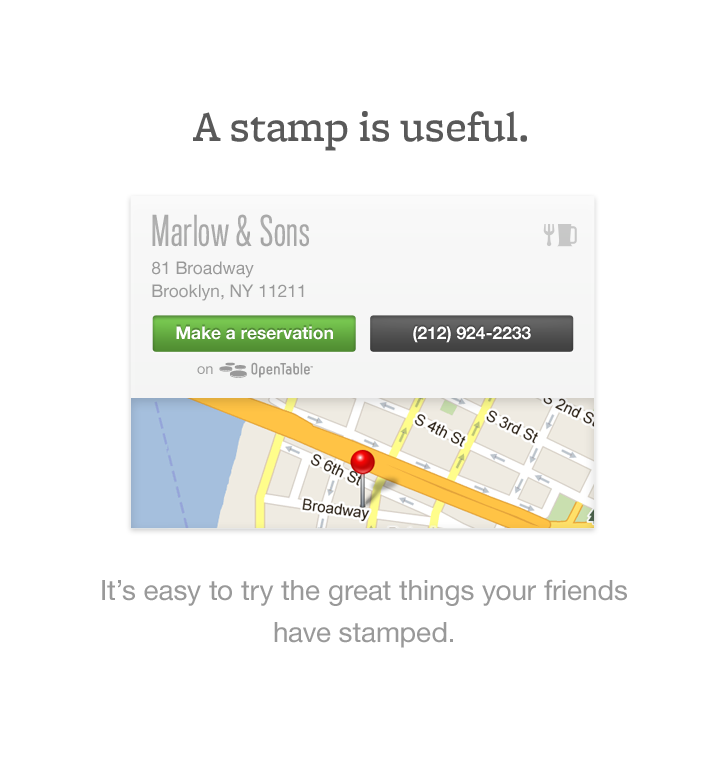 A stamp is useful.
Marlow & Sons
81 Broadway
Brooklyn, NY 11211
Make a reservation
(212) 924-2233
on OpenTable
S 2nd St
S 3rd St
S 4th St
S 6th St
Broadway
It's easy to try the great things your friends
have stamped.